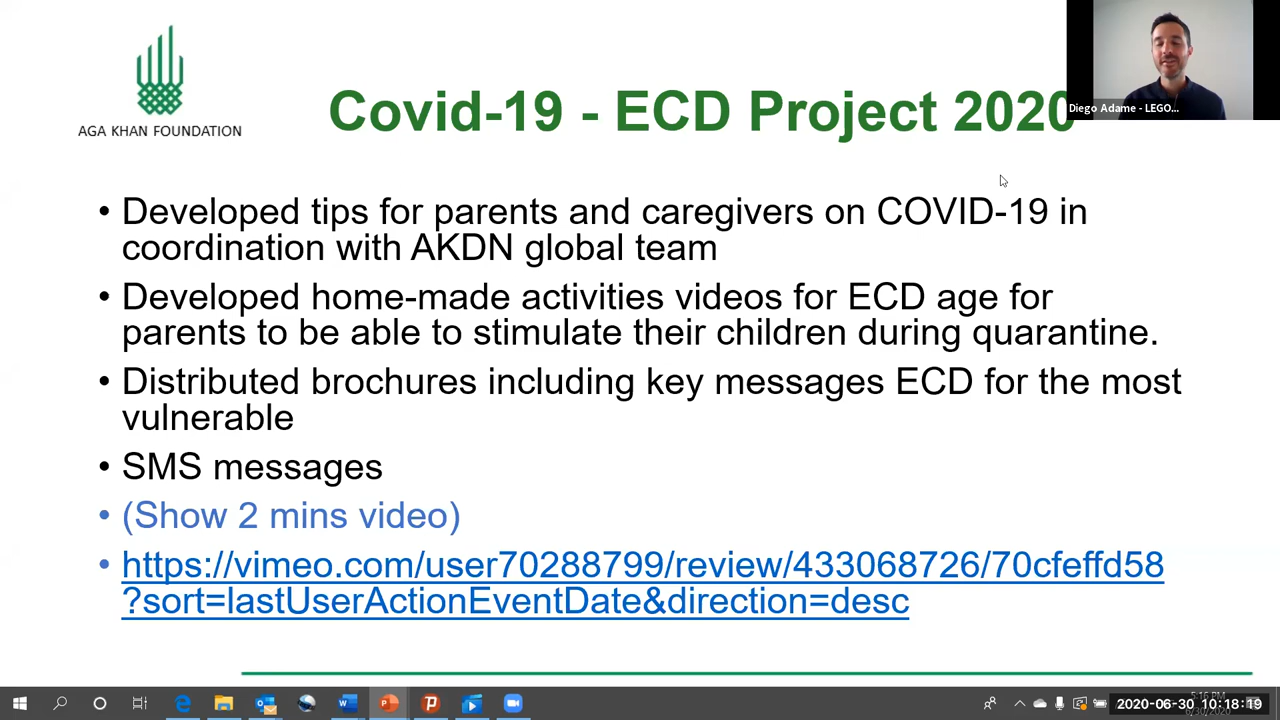 AGA KHAN FOUNDATION
Covid-19 - ECD Project 2020
Diego Adame - LEGO...
• Developed tips for parents and caregivers on COVID-19 in
coordination with AKDN global team
• Developed home-made activities videos for ECD age for
parents to be able to stimulate their children during quarantine.
• Distributed brochures including key messages ECD for the most
vulnerable
• SMS messages
• (Show 2 mins video)
• https://vimeo.com/user70288799/review/433068726/70cfeffd58
?sort=lastUserActionEventDate&direction=desc
5:16 PM
2020-06-30 10:18:19